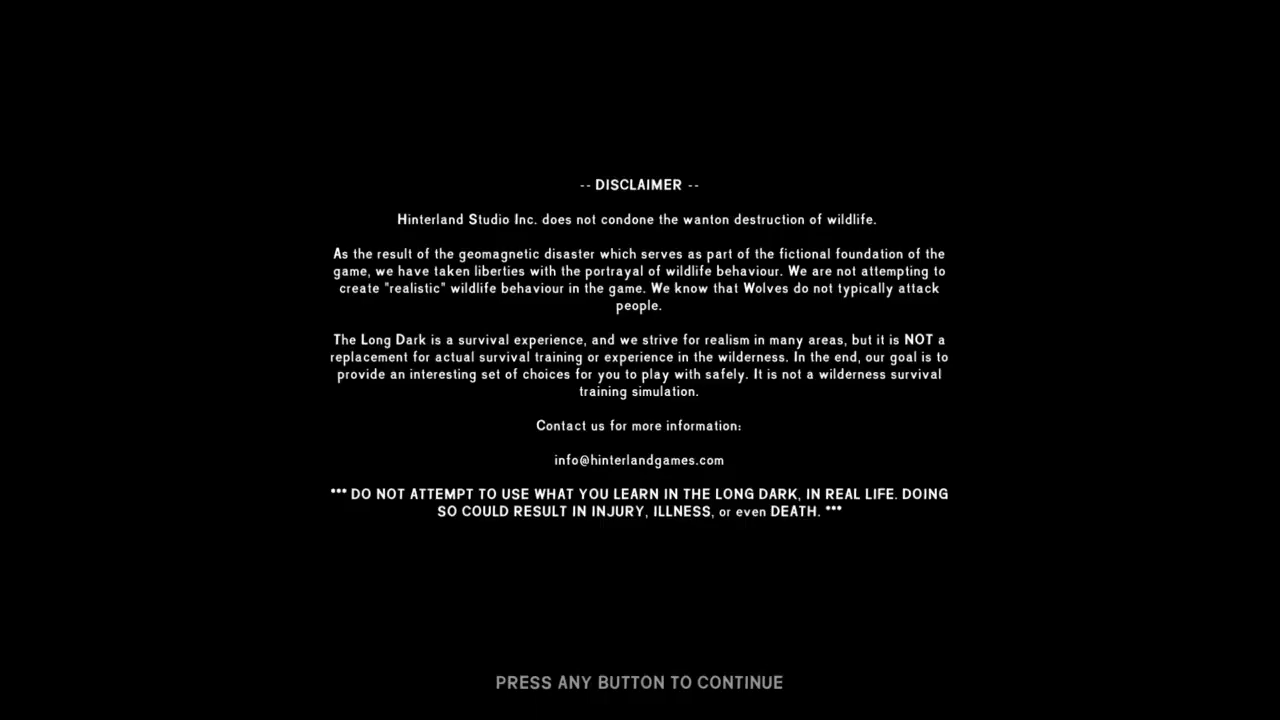 -- DISCLAIMER --
Hinterland Studio Inc. does not condone the wanton destruction of wildlife.
As the result of the geomagnetic disaster which serves as part of the fictional foundation of the
game, we have taken liberties with the portrayal of wildlife behaviour. We are not attempting to
create "realistic" wildlife behaviour in the game. We know that Wolves do not typically attack
people.
The Long Dark is a survival experience, and we strive for realism in many areas, but it is NOT a
replacement for actual survival training or experience in the wilderness. In the end, our goal is to
provide an interesting set of choices for you to play with safely. It is not a wilderness survival
training simulation.
Contact us for more information:
info@hinterlandgames.com
*** DO NOT ATTEMPT TO USE WHAT YOU LEARN IN THE LONG DARK, IN REAL LIFE. DOING
SO COULD RESULT IN INJURY, ILLNESS, or even DEATH. ***
PRESS ANY BUTTON TO CONTINUE